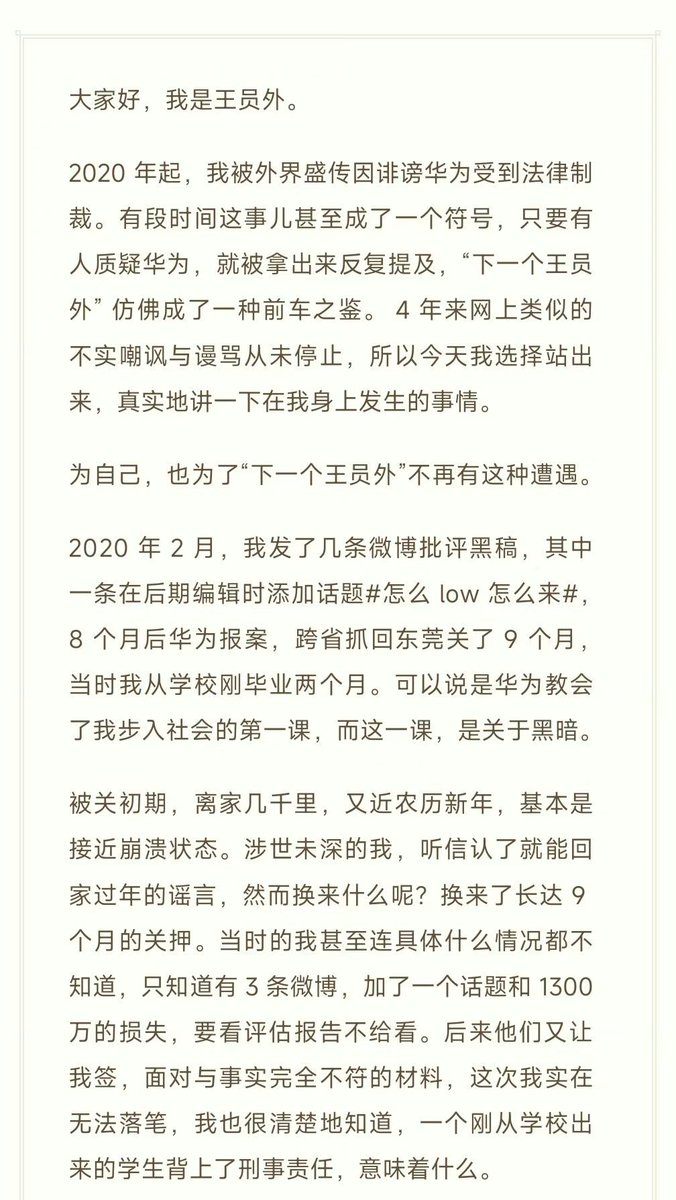 大家好，我是王员外。
2020 年起，我被外界盛传因诽谤华为受到法律制
裁。有段时间这事儿甚至成了一个符号，只要有
人质疑华为，就被拿出来反复提及，“下一个王员
外” 仿佛成了一种前车之鉴。 4 年来网上类似的
不实嘲讽与谩骂从未停止，所以今天我选择站出
来，真实地讲一下在我身上发生的事情。
为自己，也为了“下一个王员外”不再有这种遭遇。
2020 年 2 月，我发了几条微博批评黑稿，其中
一条在后期编辑时添加话题#怎么 low 怎么来#，
8 个月后华为报案，跨省抓回东莞关了 9 个月，
当时我从学校刚毕业两个月。可以说是华为教会
了我步入社会的第一课，而这一课，是关于黑暗。
被关初期，离家几千里，又近农历新年，基本是
接近崩溃状态。涉世未深的我，听信认了就能回
家过年的谣言，然而换来什么呢？换来了长达 9
个月的关押。当时的我甚至连具体什么情况都不
知道，只知道有 3 条微博，加了一个话题和 1300
万的损失，要看评估报告不给看。后来他们又让
我签，面对与事实完全不符的材料，这次我实在
无法落笔，我也很清楚地知道，一个刚从学校出
来的学生背上了刑事责任，意味着什么。